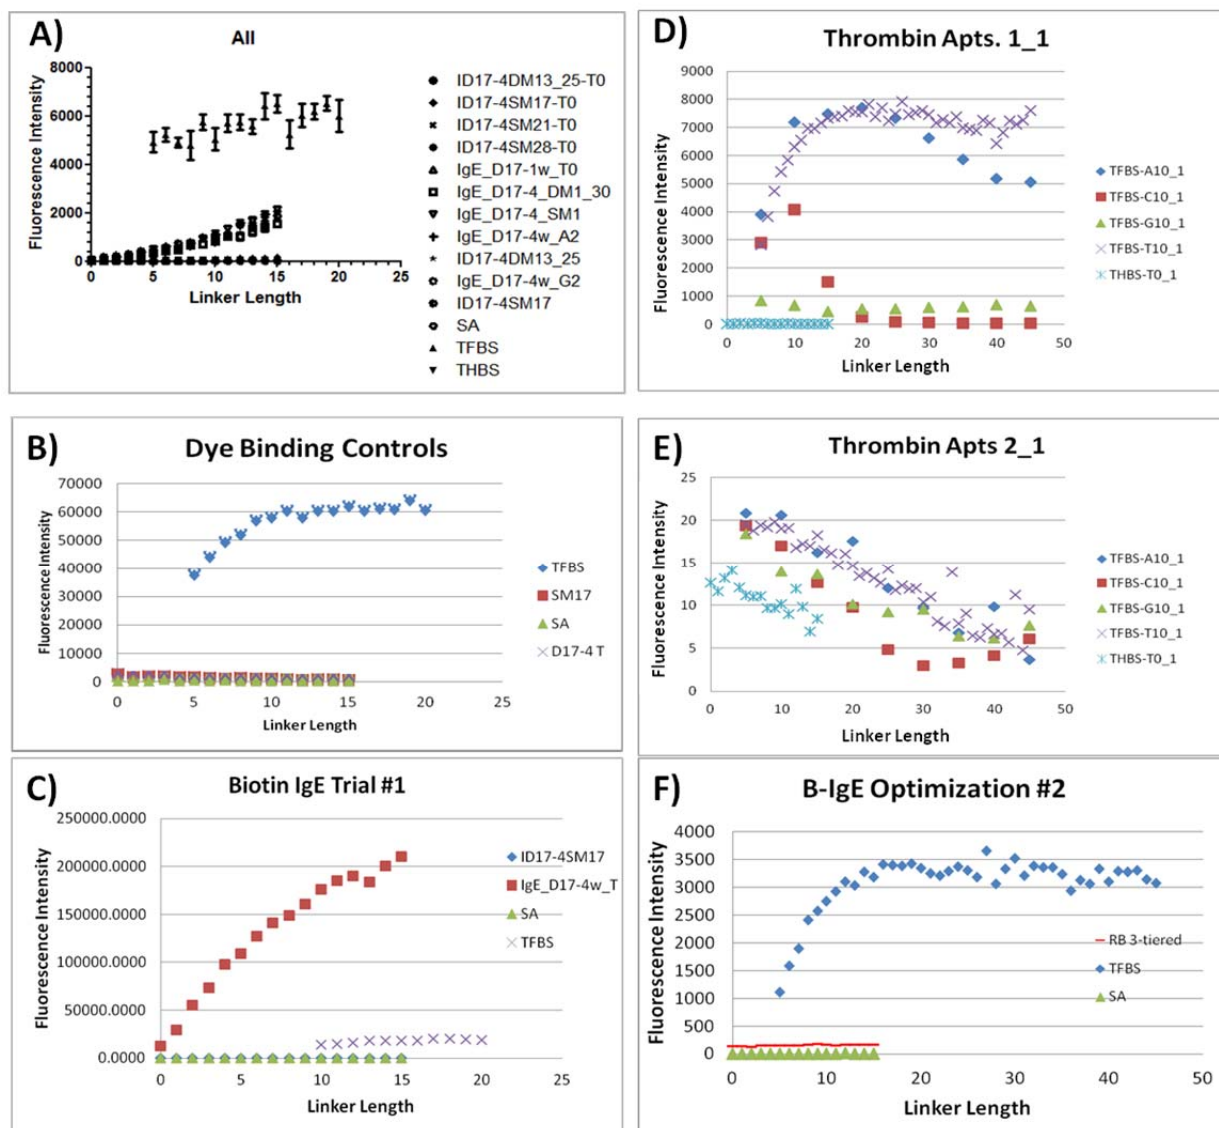 A)
All
8000
6000
4000
2000
0
0 5 10 15 20 25
Fluorescence Intensity
Linker Length
ID17-4DM13_25-T0
ID17-4SM17-T0
ID17-4SM21-T0
ID17-4SM28-T0
IgE_D17-1w_T0
IgE_D17-4_DM1_30
IgE_D17-4_SM1
IgE_D17-4w_A2
ID17-4DM13_25
IgE_D17-4w_G2
ID17-4SM17
SA
TFBS
THBS
B)
Dye Binding Controls
70000
60000
50000
40000
30000
20000
10000
0
0 5 10 15 20 25
Fluorescence Intensity
Linker Length
TFBS
SM17
SA
D17-4 T
C)
Biotin IgE Trial #1
250000.0000
200000.0000
150000.0000
100000.0000
50000.0000
0.0000
0 5 10 15 20 25
Fluorescence Intensity
Linker Length
ID17-4SM17
IgE_D17-4w_T
SA
TFBS
D)
Thrombin Apts. 1_1
9000
8000
7000
6000
5000
4000
3000
2000
1000
0
0 10 20 30 40 50
Fluorescence Intensity
Linker Length
TFBS-A10_1
TFBS-C10_1
TFBS-G10_1
TFBS-T10_1
THBS-T0_1
E)
Thrombin Apts 2_1
25
20
15
10
5
0
0 10 20 30 40 50
Fluorescence Intensity
Linker Length
TFBS-A10_1
TFBS-C10_1
TFBS-G10_1
TFBS-T10_1
THBS-T0_1
F)
B-IgE Optimization #2
4000
3500
3000
2500
2000
1500
1000
500
0
0 10 20 30 40 50
Fluorescence Intensity
Linker Length
RB 3-tiered
TFBS
SA